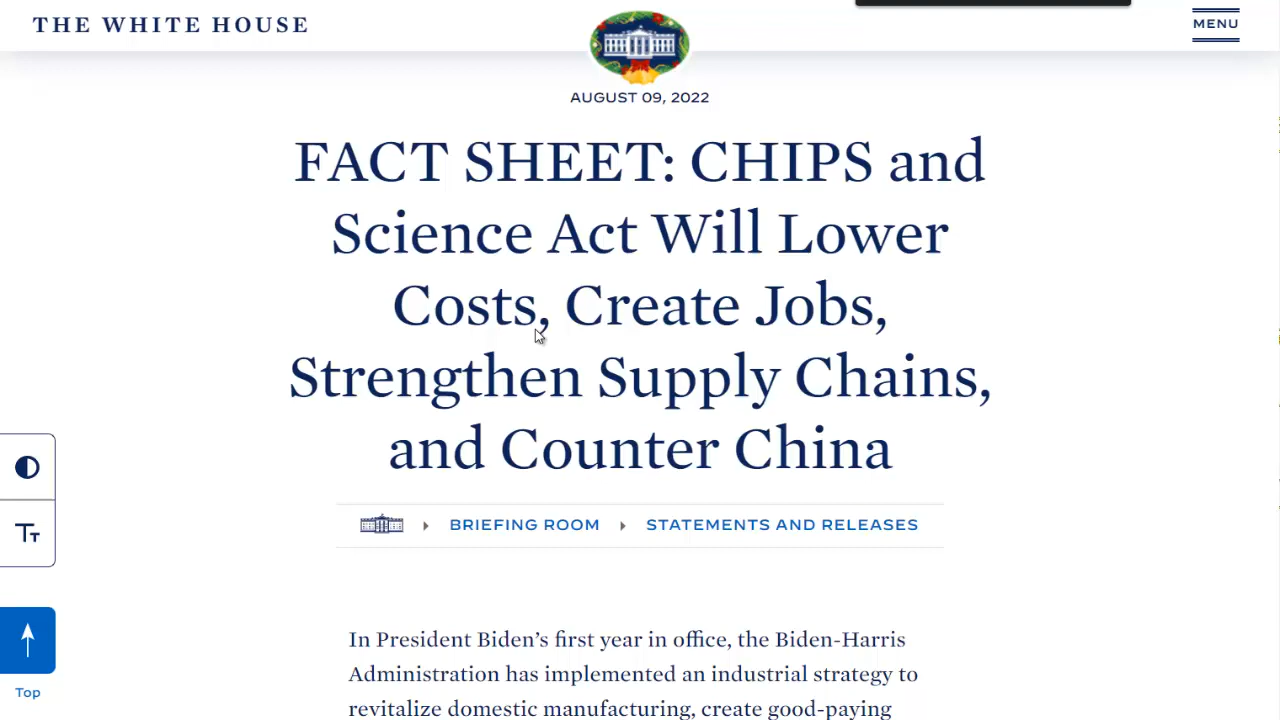 THE WHITE HOUSE
MENU
AUGUST 09, 2022
FACT SHEET: CHIPS and
Science Act Will Lower
Costs, Create Jobs,
Strengthen Supply Chains,
and Counter China
BRIEFING ROOM
STATEMENTS AND RELEASES
Tт
Top
In President Biden’s first year in office, the Biden-Harris
Administration has implemented an industrial strategy to
revitalize domestic manufacturing, create good-paying